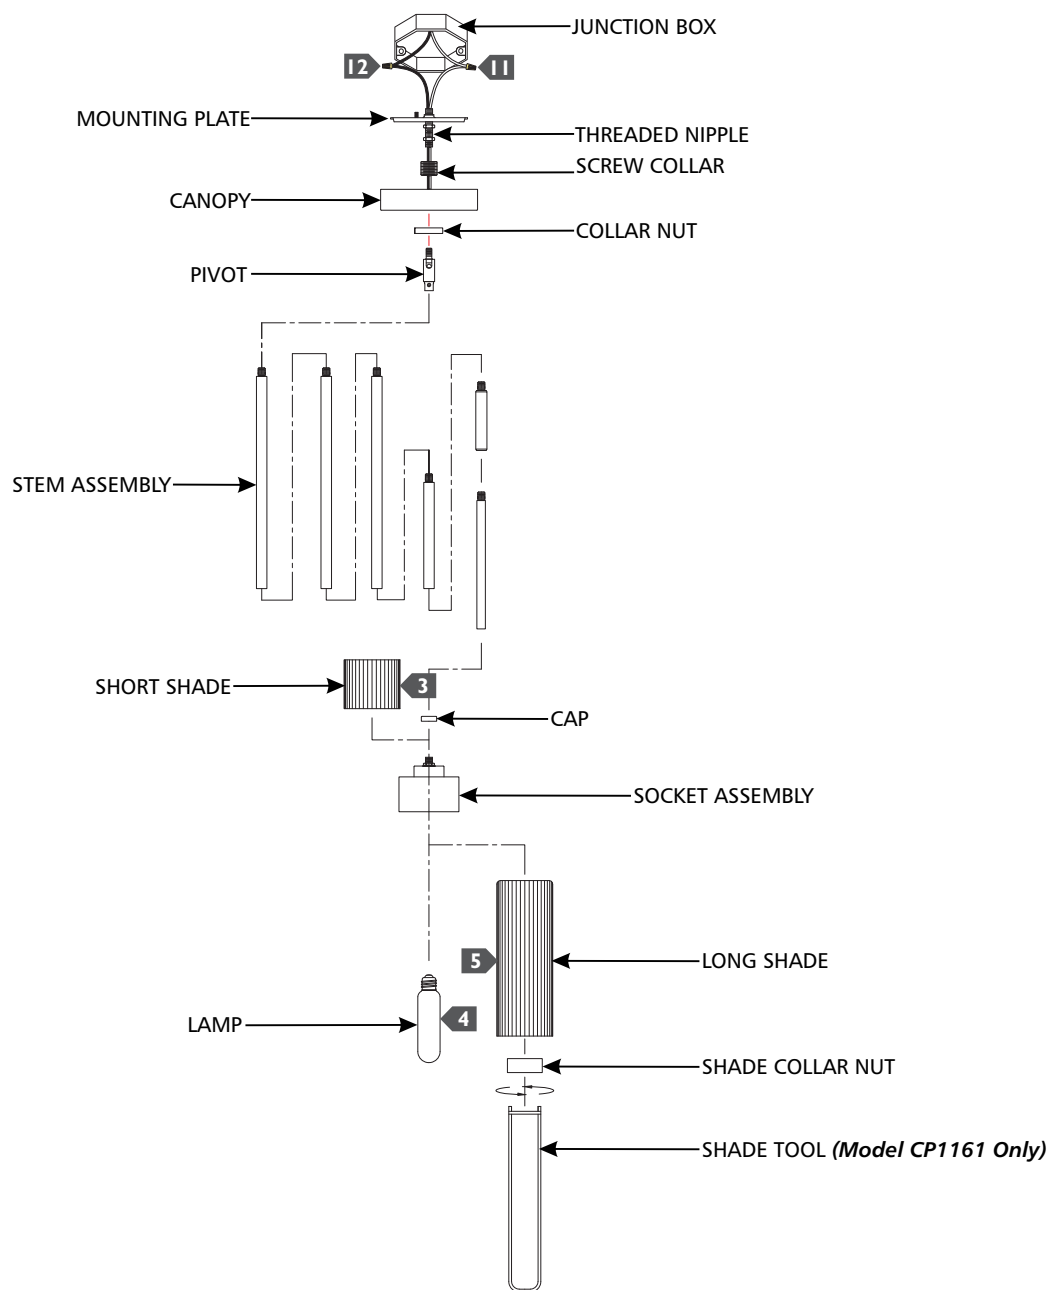 JUNCTION BOX
12
11
MOUNTING PLATE
THREADED NIPPLE
SCREW COLLAR
CANOPY
COLLAR NUT
PIVOT
STEM ASSEMBLY
SHORT SHADE
3
CAP
SOCKET ASSEMBLY
5
LONG SHADE
LAMP
4
SHADE COLLAR NUT
SHADE TOOL (Model CP1161 Only)